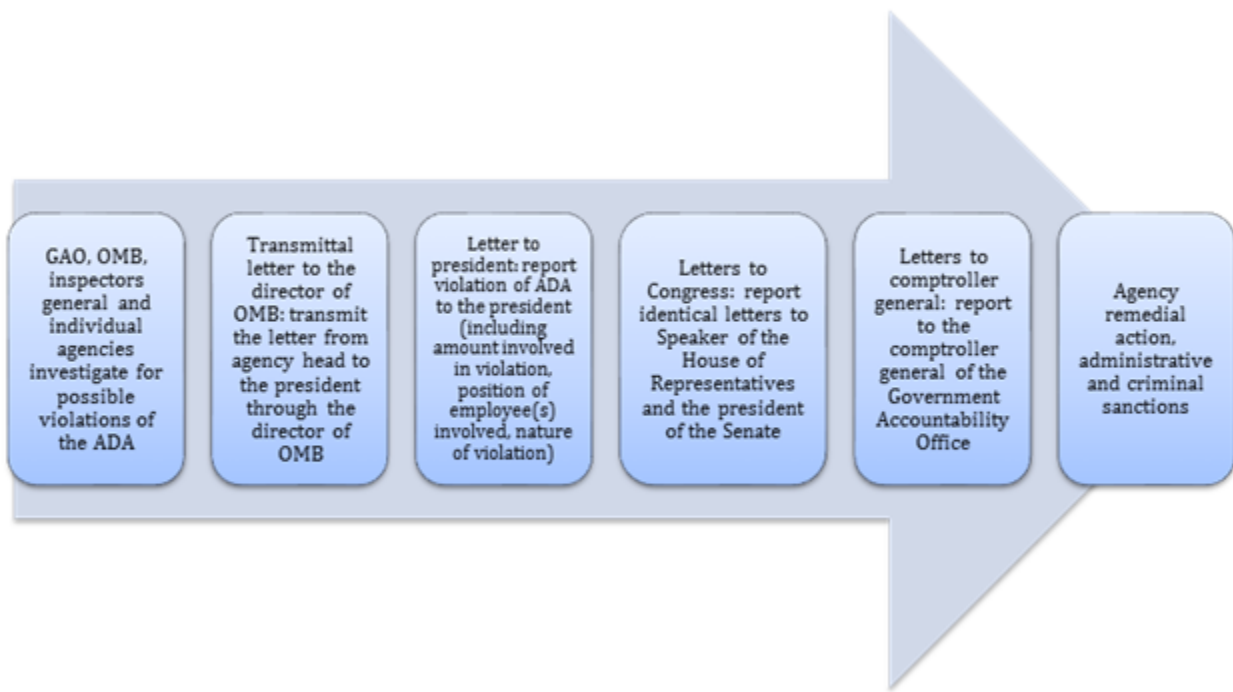 GAO, OMB,
inspectors
general and
individual
agencies
investigate for
possible
violations of
the ADA
Transmittal
letter to the
director of
OMB: transmit
the letter from
agency head to
the president
through the
director of
OMB
Letter to
president: report
violation of ADA
to the president
(including
amount involved
in violation,
position of
employee(s)
involved, nature
of violation)
Letters to
Congress: report
identical letters to
Speaker of the
House of
Representatives
and the president
of the Senate
Letters to
comptroller
general: report
to the
comptroller
general of the
Government
Accountability
Office
Agency
remedial
action,
administrative
and criminal
sanctions